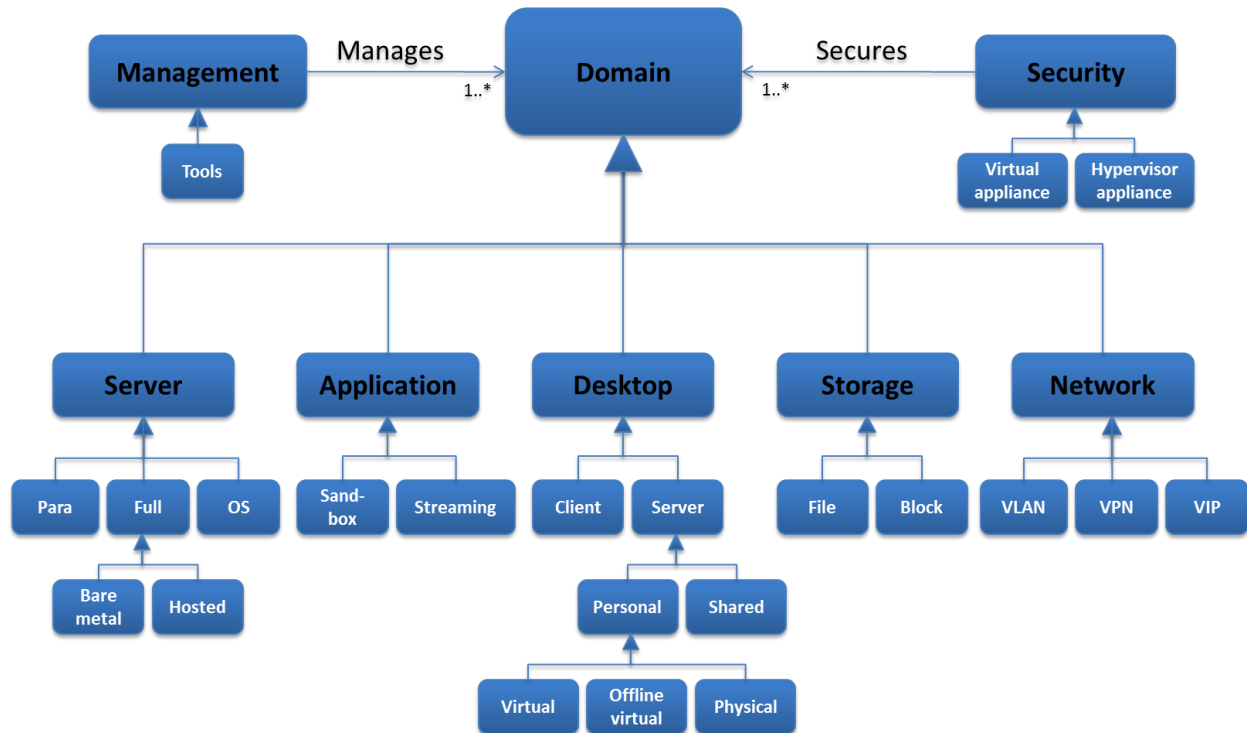 Management
Manages
1..*
Domain
Secures
1..*
Security
Tools
Virtual
appliance
Hypervisor
appliance
Server
Application
Desktop
Storage
Network
Para
Full
OS
Sand-
box
Streaming
Client
Server
File
Block
VLAN
VPN
VIP
Bare
metal
Hosted
Personal
Shared
Virtual
Offline
virtual
Physical